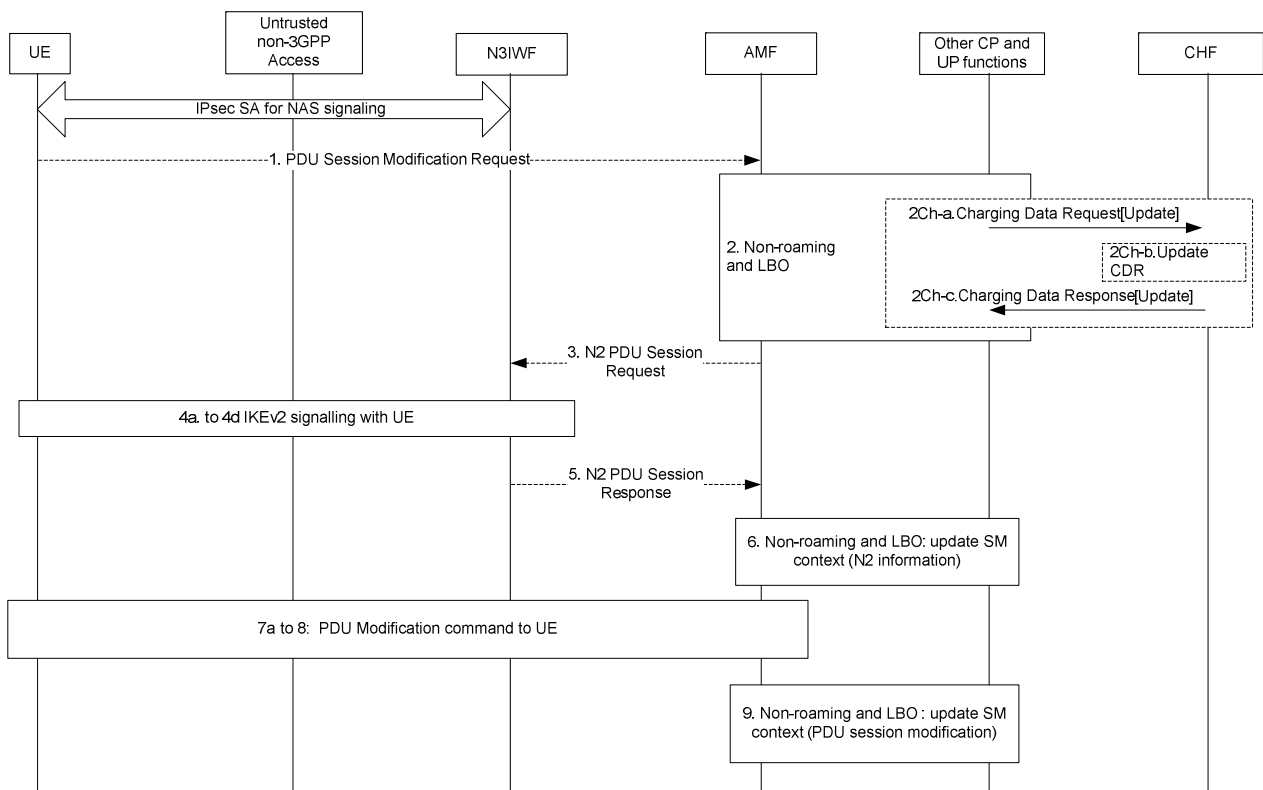 UE
Untrusted
non-3GPP
Access
N3IWF
AMF
Other CP and
UP functions
CHF
IPsec SA for NAS signaling
1. PDU Session Modification Request
2. Non-roaming
and LBO
2Ch-a.Charging Data Request[Update]
2Ch-b.Update
CDR
2Ch-c.Charging Data Response[Update]
3. N2 PDU Session
Request
4a. to 4d IKEv2 signalling with UE
5. N2 PDU Session
Response
6. Non-roaming and LBO: update SM
context (N2 information)
7a to 8: PDU Modification command to UE
9. Non-roaming and LBO : update SM
context (PDU session modification)